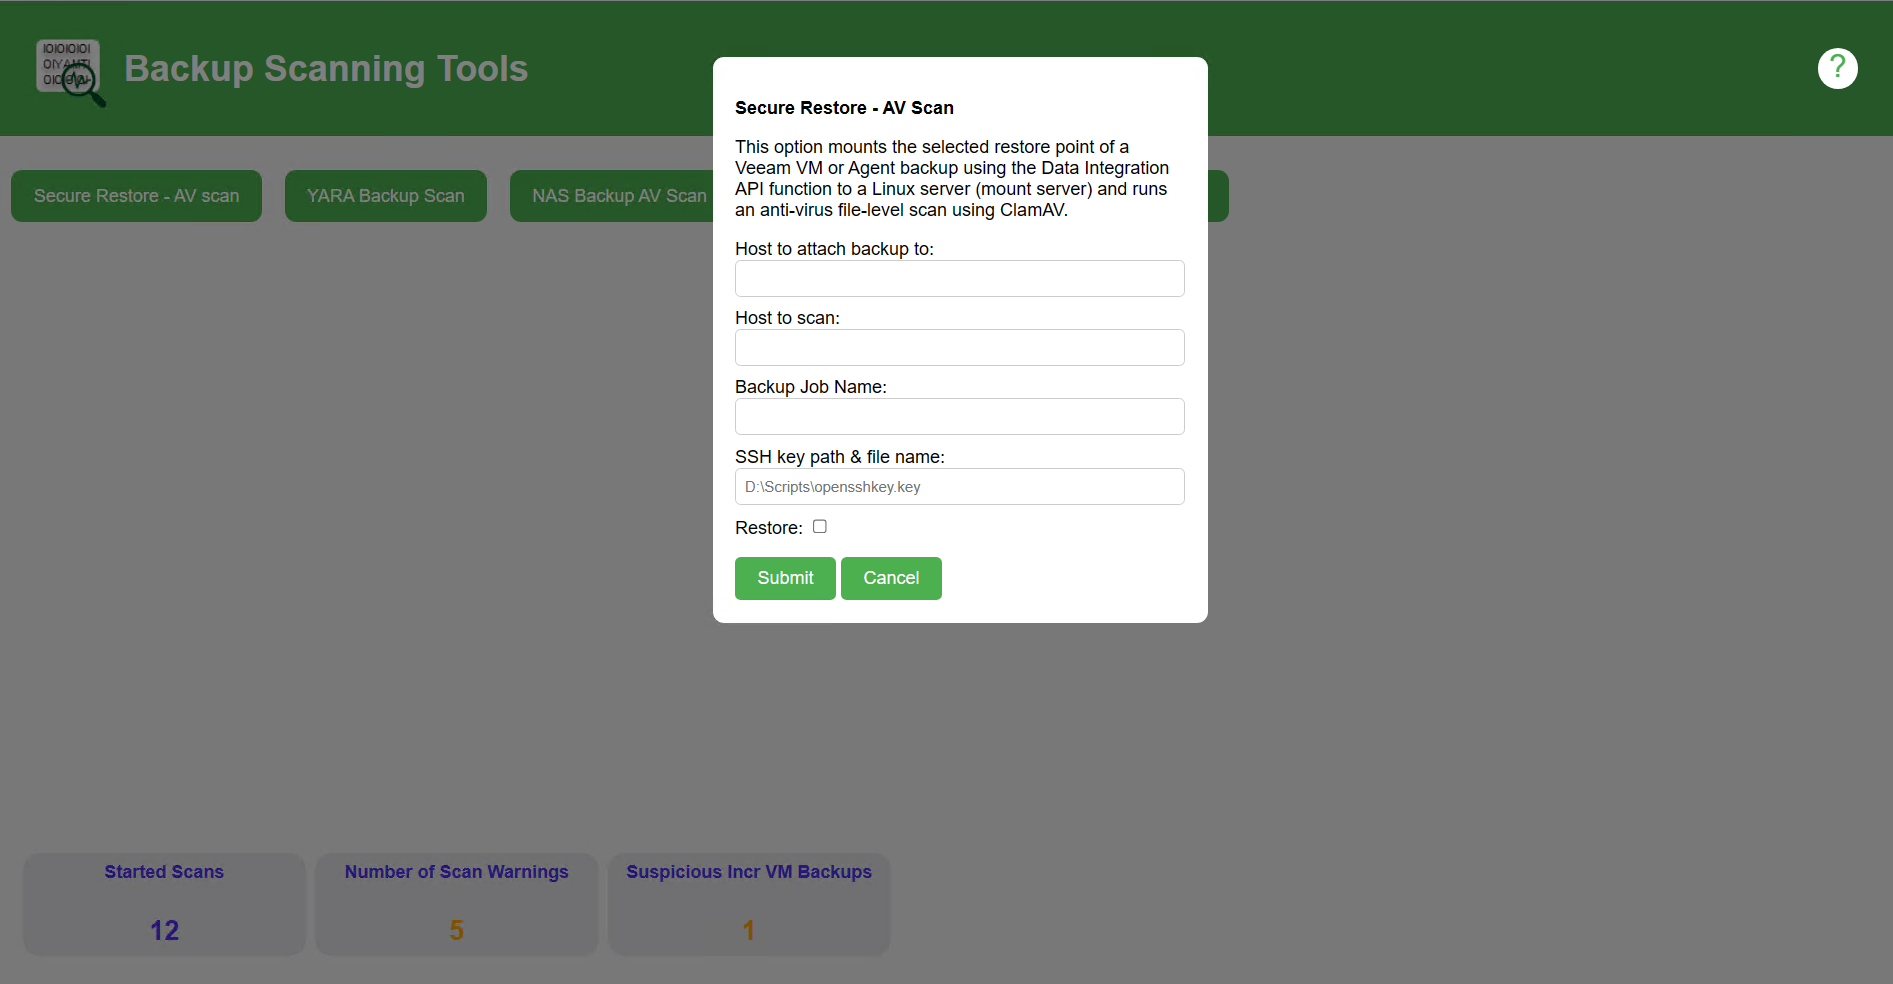 IOIOIOIOI
Backup Scanning Tools
?
Secure Restore - AV scan
YARA Backup Scan
NAS Backup AV Scan
Secure Restore - AV Scan
This option mounts the selected restore point of a
Veeam VM or Agent backup using the Data Integration
API function to a Linux server (mount server) and runs
an anti-virus file-level scan using ClamAV.
Host to attach backup to:
Host to scan:
Backup Job Name:
SSH key path & file name:
D:\Scripts\opensshkey.key
Restore:
Submit Cancel
Started Scans
12
Number of Scan Warnings
5
Suspicious Incr VM Backups
1